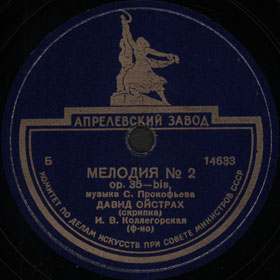 АПРЕЛЕВСКИЙ ЗАВОД
Б
14633
МЕЛОДИЯ № 2
ор. 35—bis,
музыка С. Прокофьева
ДАВИД ОЙСТРАХ
(скрипка)
И. В. Коллегорская
(ф-но)
КОМИТЕТ ПО ДЕЛАМ ИСКУССТВ ПРИ СОВЕТЕ МИНИСТРОВ СССР